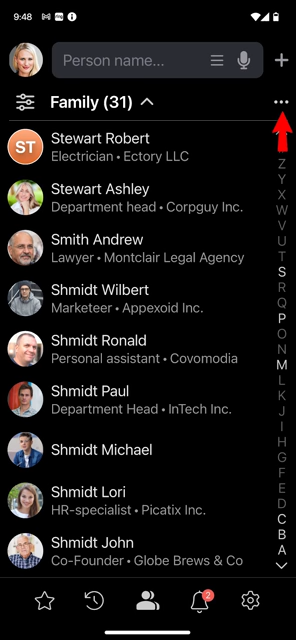 9:48
Person name...
Family (31)
ST
Stewart Robert
Electrician • Ectory LLC
Stewart Ashley
Department head • Corpguy Inc.
Smith Andrew
Lawyer • Montclair Legal Agency
Shmidt Wilbert
Marketeer • Appexoid Inc.
Shmidt Ronald
Personal assistant • Covomodia
Shmidt Paul
Department Head • InTech Inc.
Shmidt Michael
Shmidt Lori
HR-specialist • Picatix Inc.
Shmidt John
Co-Founder • Globe Brews & Co
Z
Y
X
W
V
U
T
S
R
Q
P
O
N
M
L
K
J
I
H
G
F
E
D
C
B
A
2